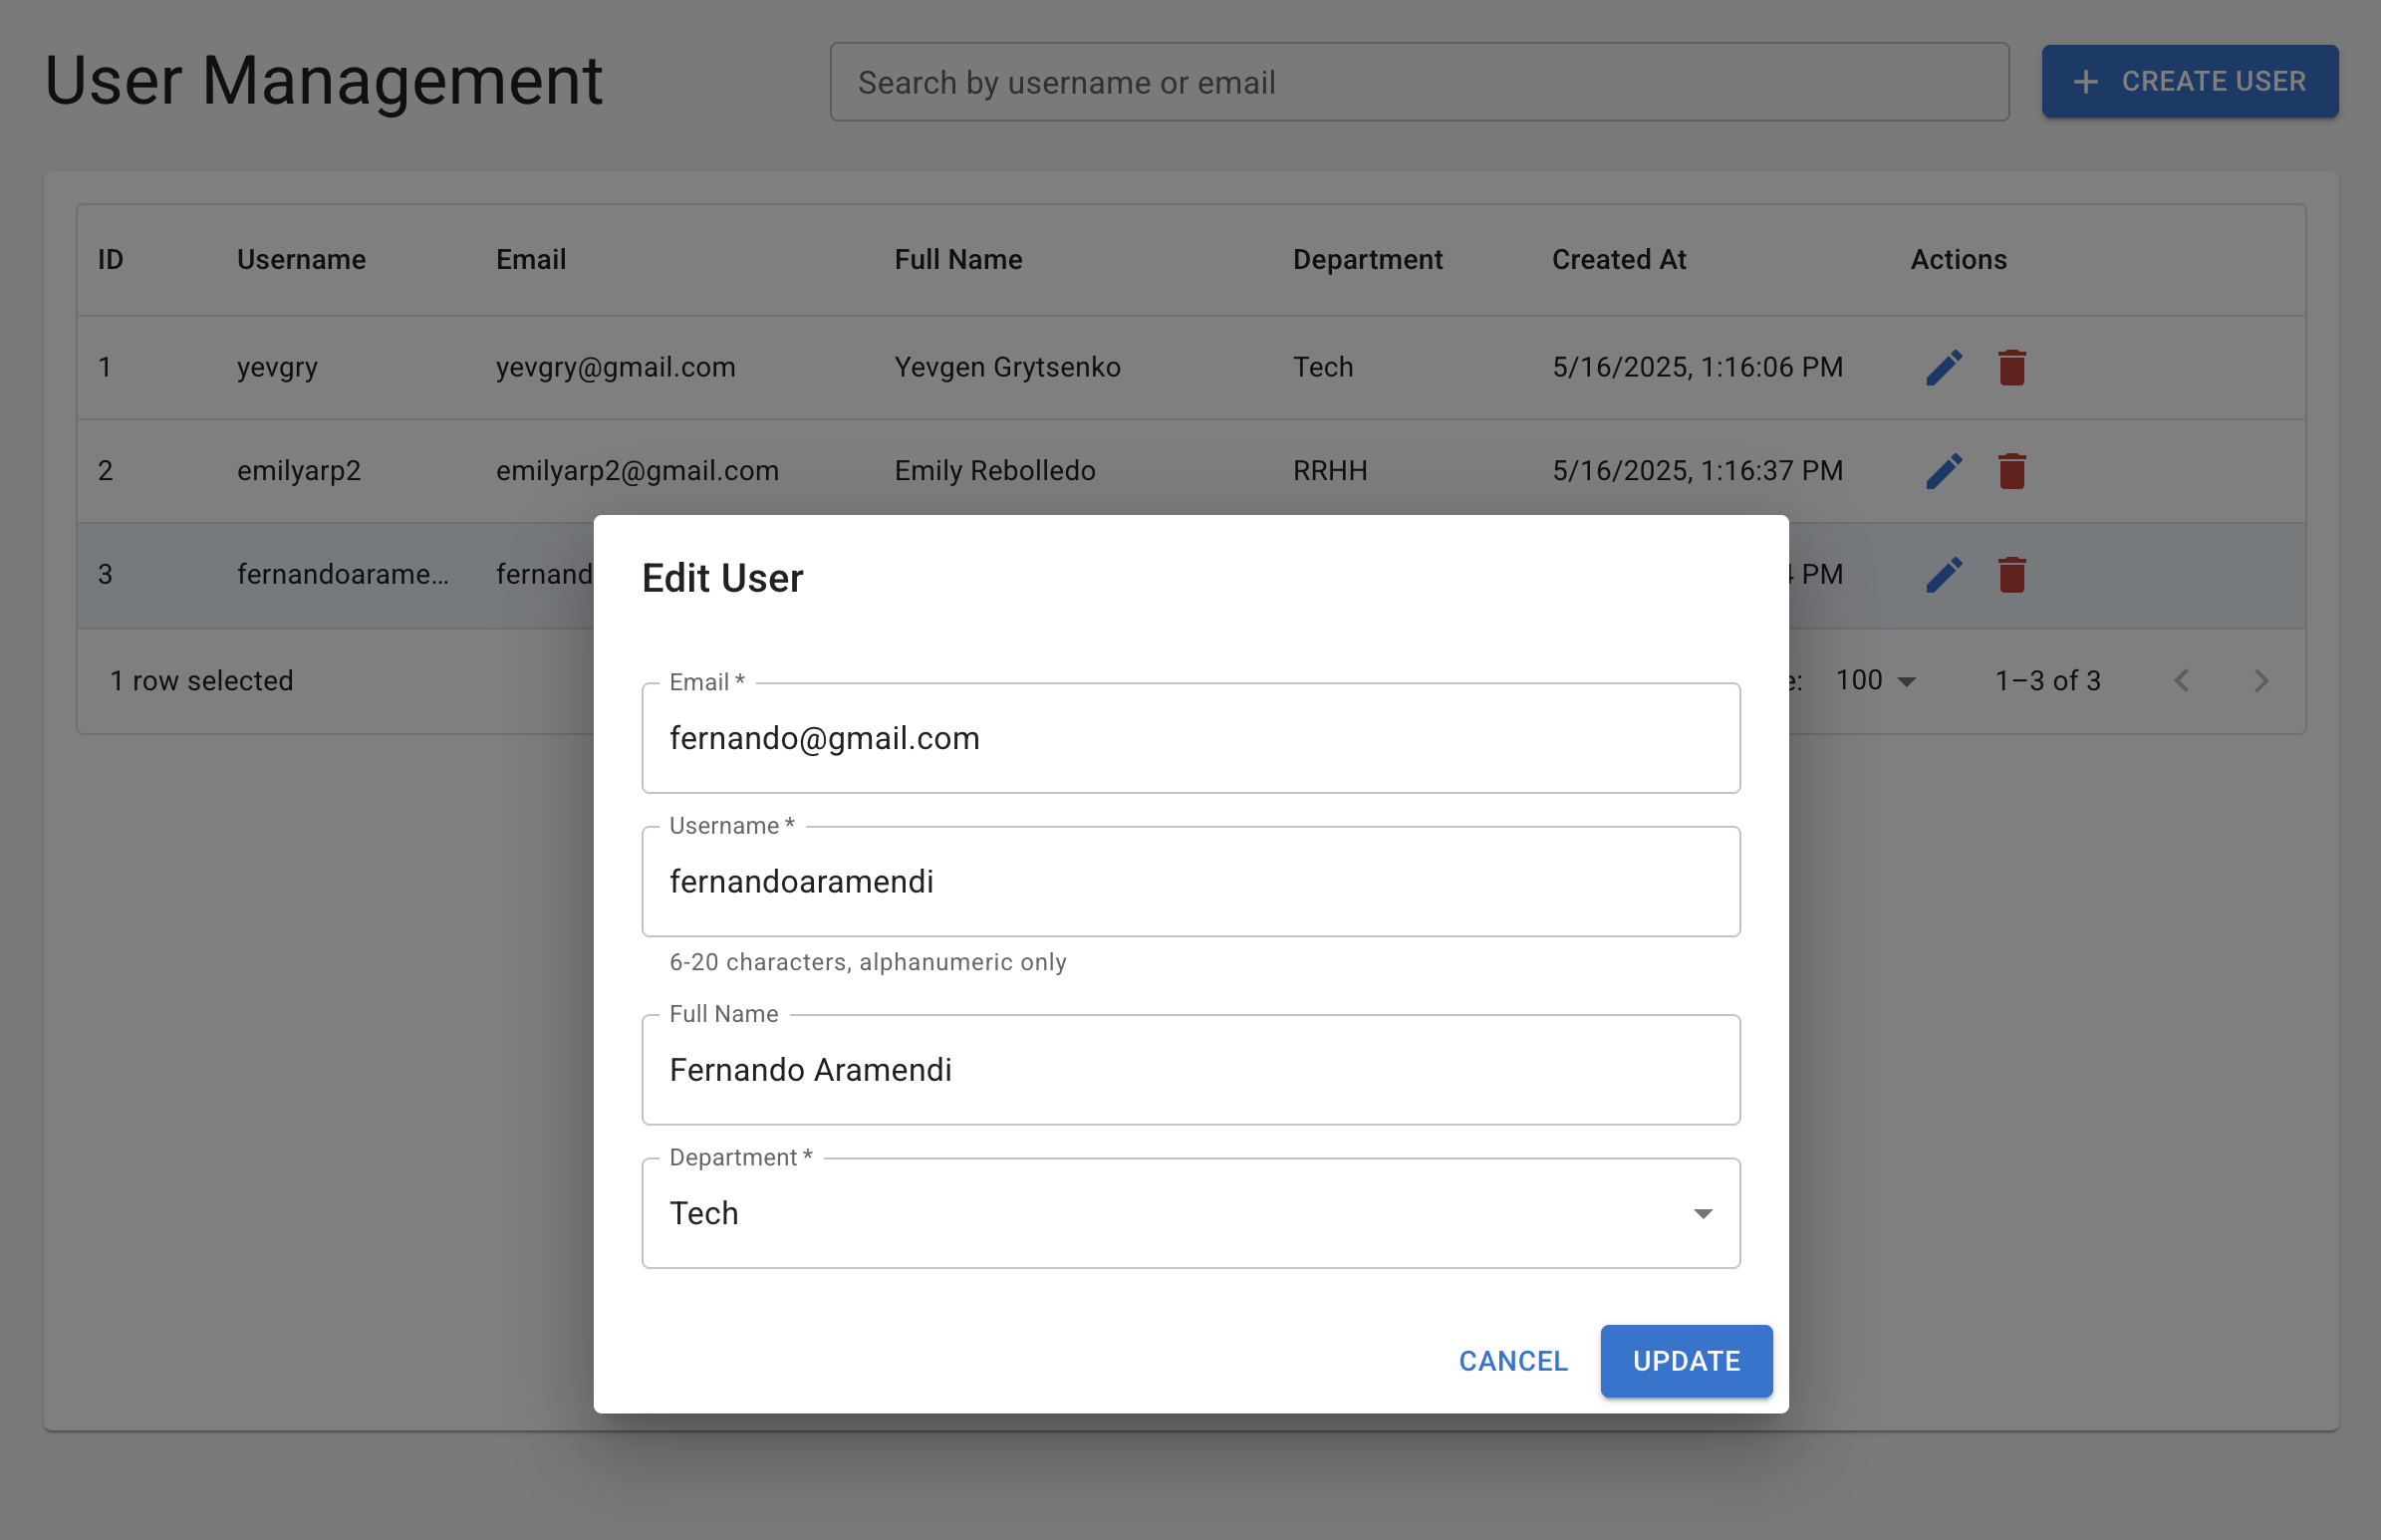 User Management
Search by username or email
+ CREATE USER
ID Username Email Full Name Department Created At Actions
1 yevgry yevgry@gmail.com Yevgen Grytsenko Tech 5/16/2025, 1:16:06 PM
2 emilyarp2 emilyarp2@gmail.com Emily Rebolledo RRHH 5/16/2025, 1:16:37 PM
3 fernandoarame... fernand PM
1 row selected 100 1–3 of 3
Edit User
Email *
fernando@gmail.com
Username *
fernandoaramendi
6-20 characters, alphanumeric only
Full Name
Fernando Aramendi
Department *
Tech
CANCEL UPDATE